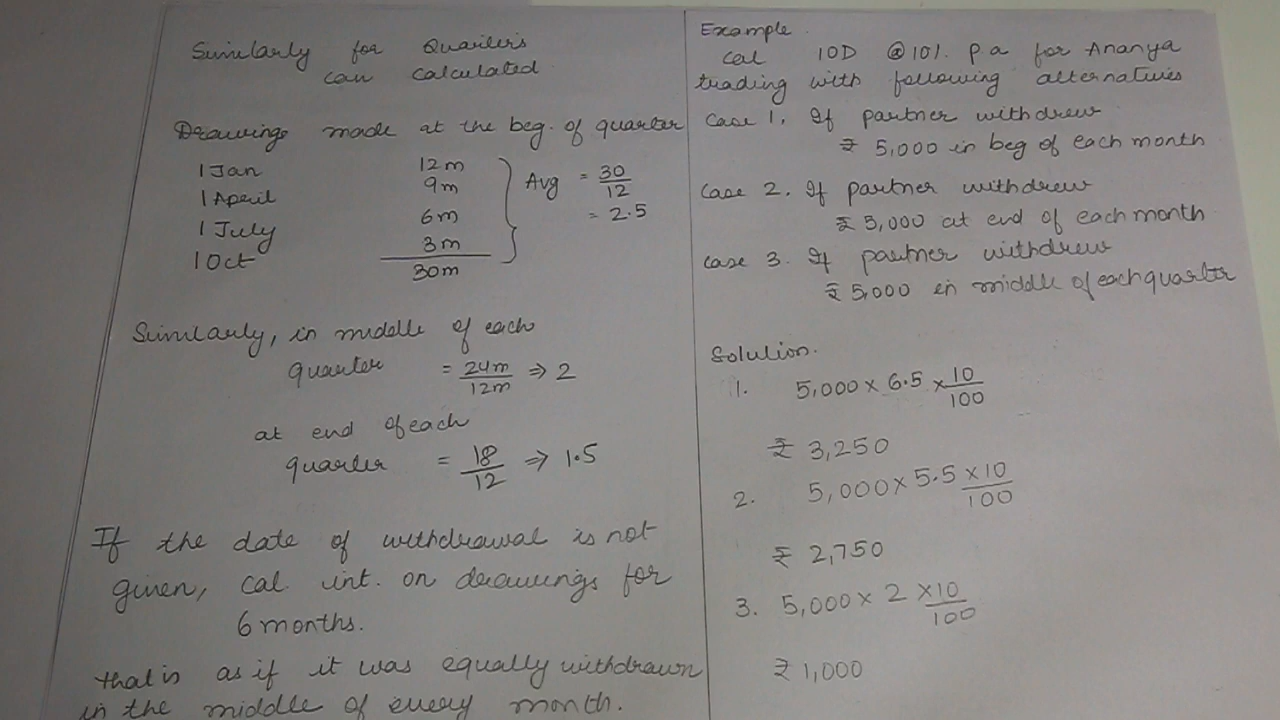 Similarly for Quarters
can calculated.
Drawings made at the beg. of quarter
1 Jan 12m
1 April 9m
1 July 6m
1 Oct 3m
30m
Avg = 30/12
= 2.5
Similarly, in middle of each
quarter = 24m/12m ⇒ 2
at end of each
quarter = 18/12 ⇒ 1.5
If the date of withdrawal is not
given, cal. int. on drawings for
6 months.
that is as if it was equally withdrawn
in the middle of every month.
Example.
Cal IOD @ 10%. p.a for Ananya
trading with following alternatives
Case 1. If partner withdrew
₹ 5,000 in beg of each month
Case 2. If partner withdrew
₹ 5,000 at end of each month
Case 3. If partner withdrew
₹ 5,000 in middle of each quarter
Solution.
1. 5,000 × 6.5 × 10/100
₹ 3,250
2. 5,000 × 5.5 × 10/100
₹ 2,750
3. 5,000 × 2 × 10/100
₹ 1,000